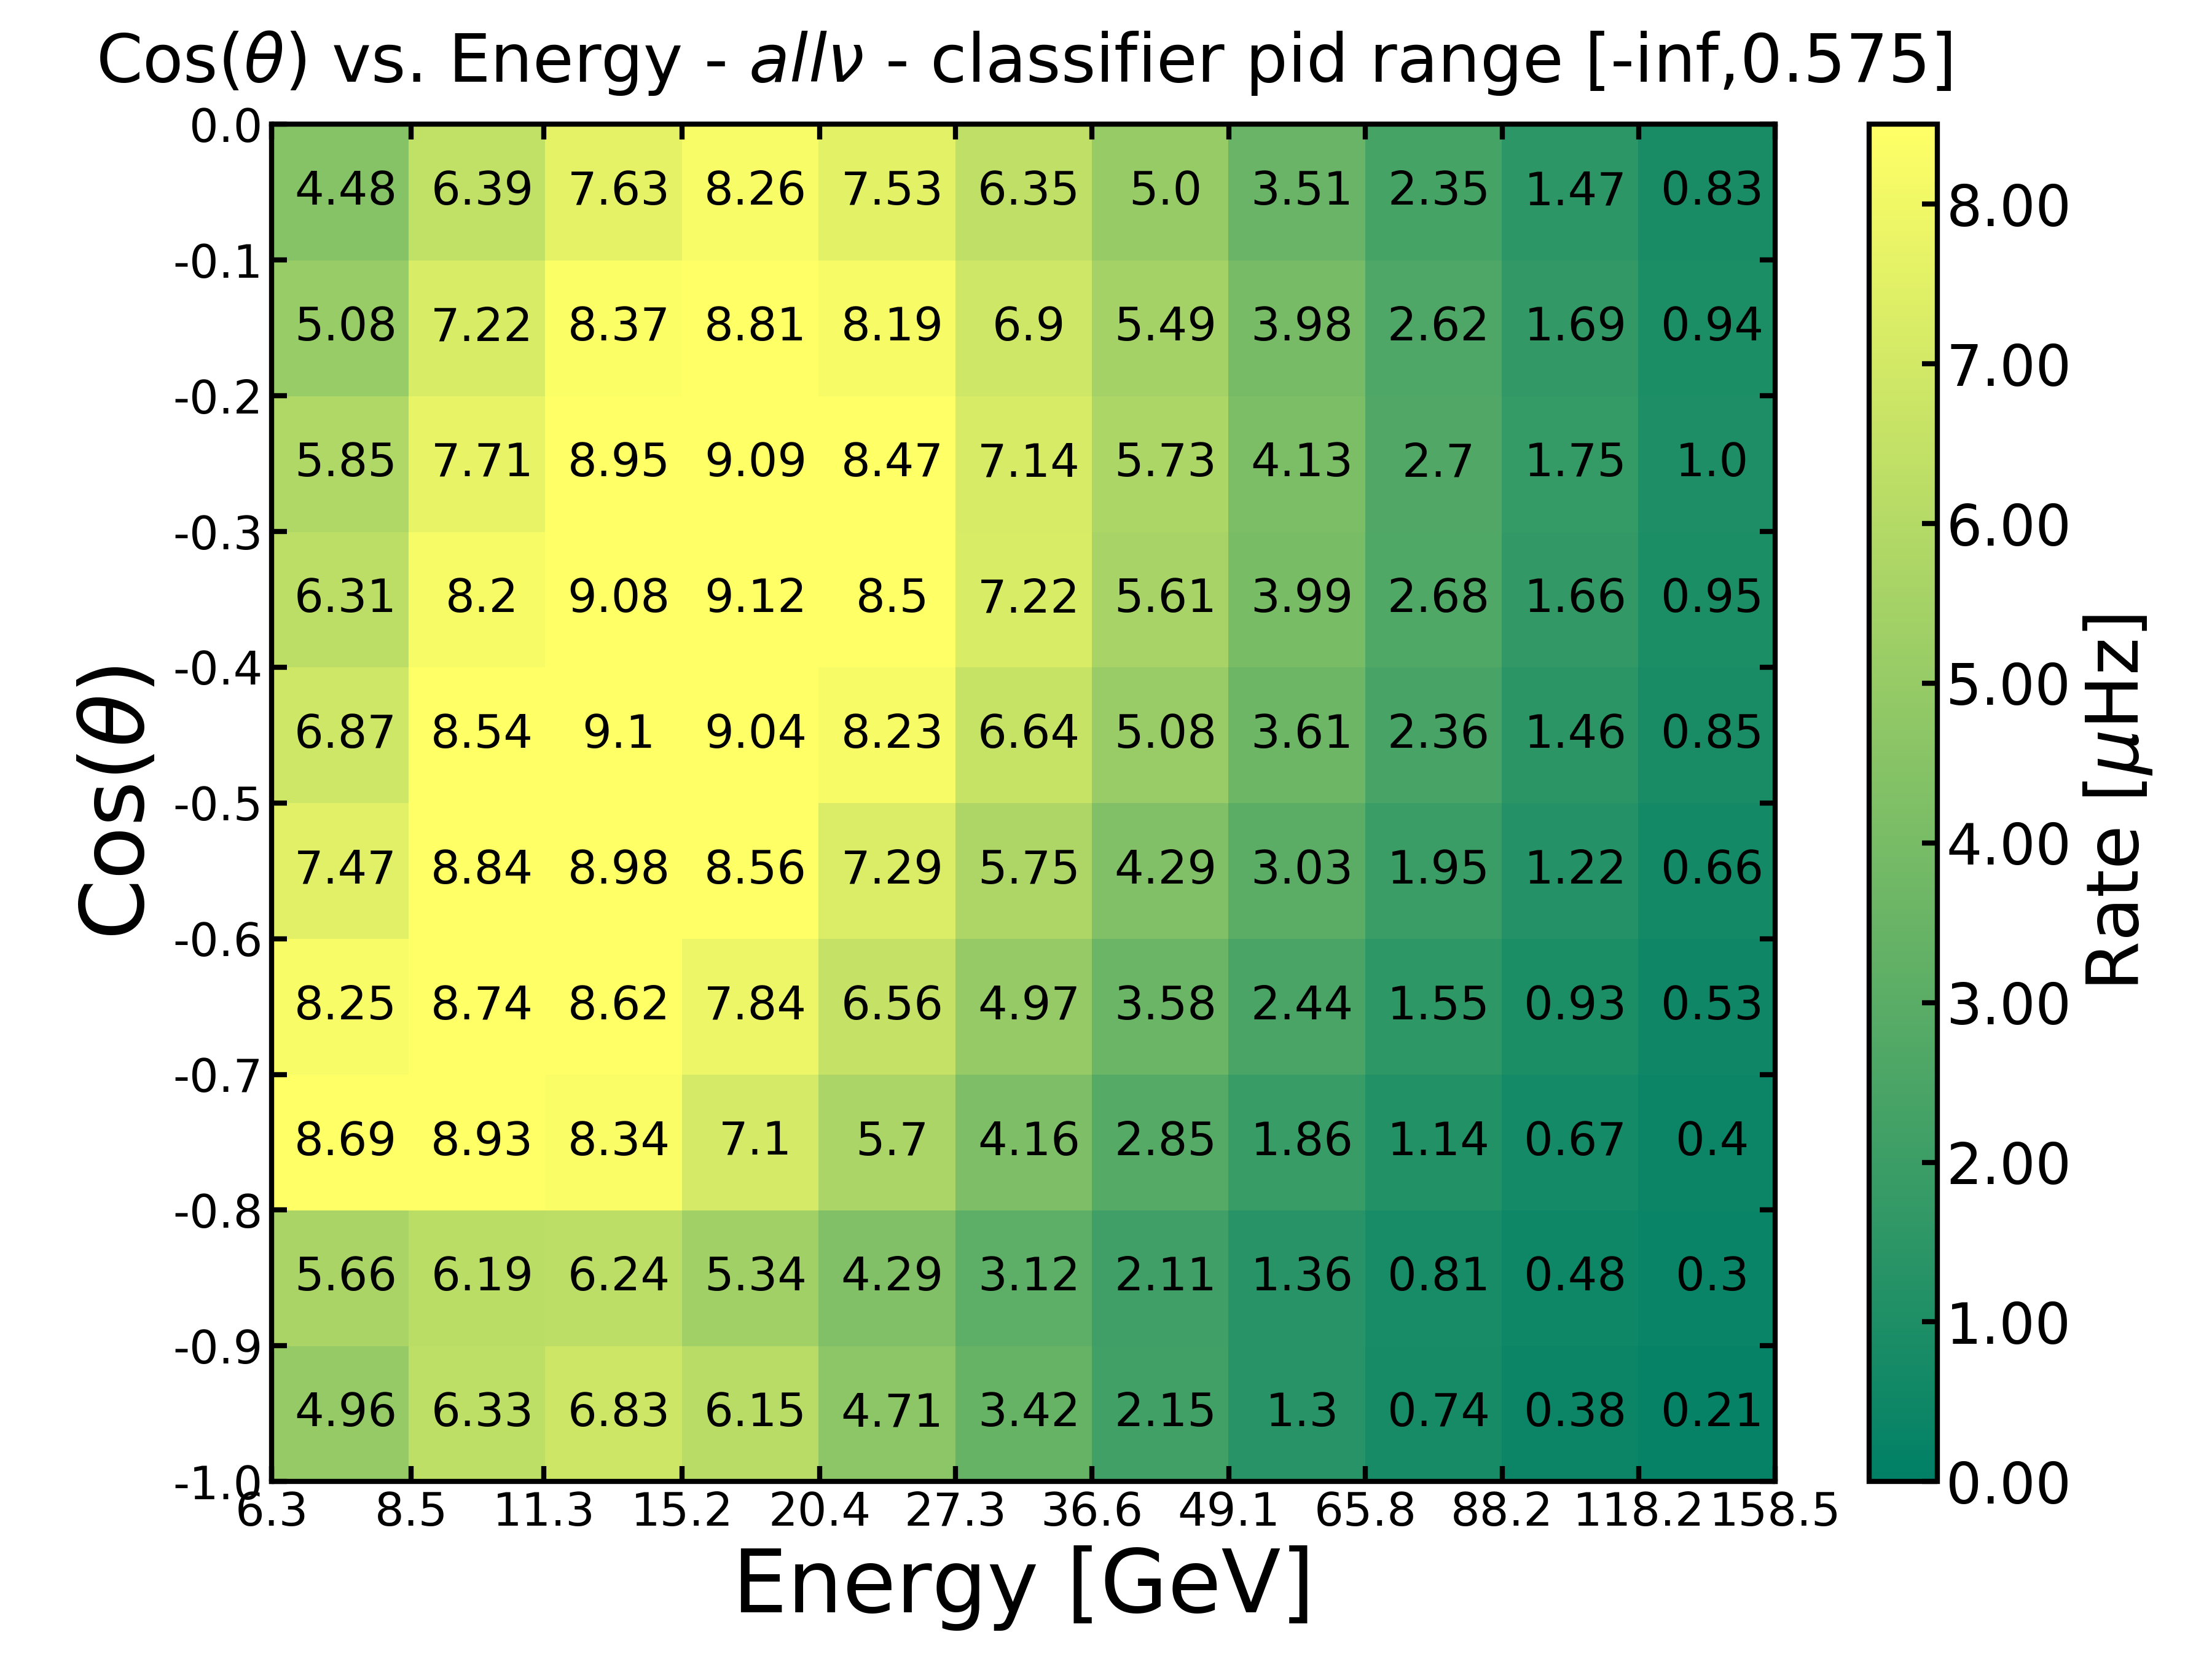 Cos(θ) vs. Energy - allν - classifier pid range [-inf,0.575]
0.0
4.48 6.39 7.63 8.26 7.53 6.35 5.0 3.51 2.35 1.47 0.83
-0.1
5.08 7.22 8.37 8.81 8.19 6.9 5.49 3.98 2.62 1.69 0.94
-0.2
5.85 7.71 8.95 9.09 8.47 7.14 5.73 4.13 2.7 1.75 1.0
-0.3
6.31 8.2 9.08 9.12 8.5 7.22 5.61 3.99 2.68 1.66 0.95
-0.4
6.87 8.54 9.1 9.04 8.23 6.64 5.08 3.61 2.36 1.46 0.85
-0.5
7.47 8.84 8.98 8.56 7.29 5.75 4.29 3.03 1.95 1.22 0.66
-0.6
8.25 8.74 8.62 7.84 6.56 4.97 3.58 2.44 1.55 0.93 0.53
-0.7
8.69 8.93 8.34 7.1 5.7 4.16 2.85 1.86 1.14 0.67 0.4
-0.8
5.66 6.19 6.24 5.34 4.29 3.12 2.11 1.36 0.81 0.48 0.3
-0.9
4.96 6.33 6.83 6.15 4.71 3.42 2.15 1.3 0.74 0.38 0.21
-1.0
6.3 8.5 11.3 15.2 20.4 27.3 36.6 49.1 65.8 88.2 118.2 158.5
Energy [GeV]
Cos(θ)
8.00
7.00
6.00
5.00
4.00
3.00
2.00
1.00
0.00
Rate [μHz]